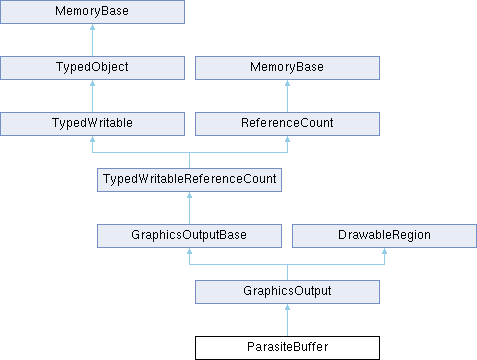 MemoryBase
TypedObject
MemoryBase
TypedWritable
ReferenceCount
TypedWritableReferenceCount
GraphicsOutputBase
DrawableRegion
GraphicsOutput
ParasiteBuffer